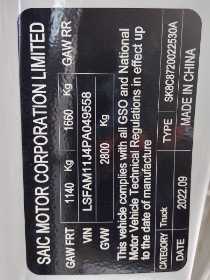 SAIC MOTOR CORPORATION LIMITED
GAW FRT 1140 Kg 1660 Kg GAW RR
VIN LSFAM11J4PA049558
GVW 2800 Kg
This vehicle complies with all GSO and National
Motor Vehicle Technical Regulations in effect up
to the date of manufacture
CATEGORY Truck TYPE SK8C8720022530A
DATE 2022.09 MADE IN CHINA